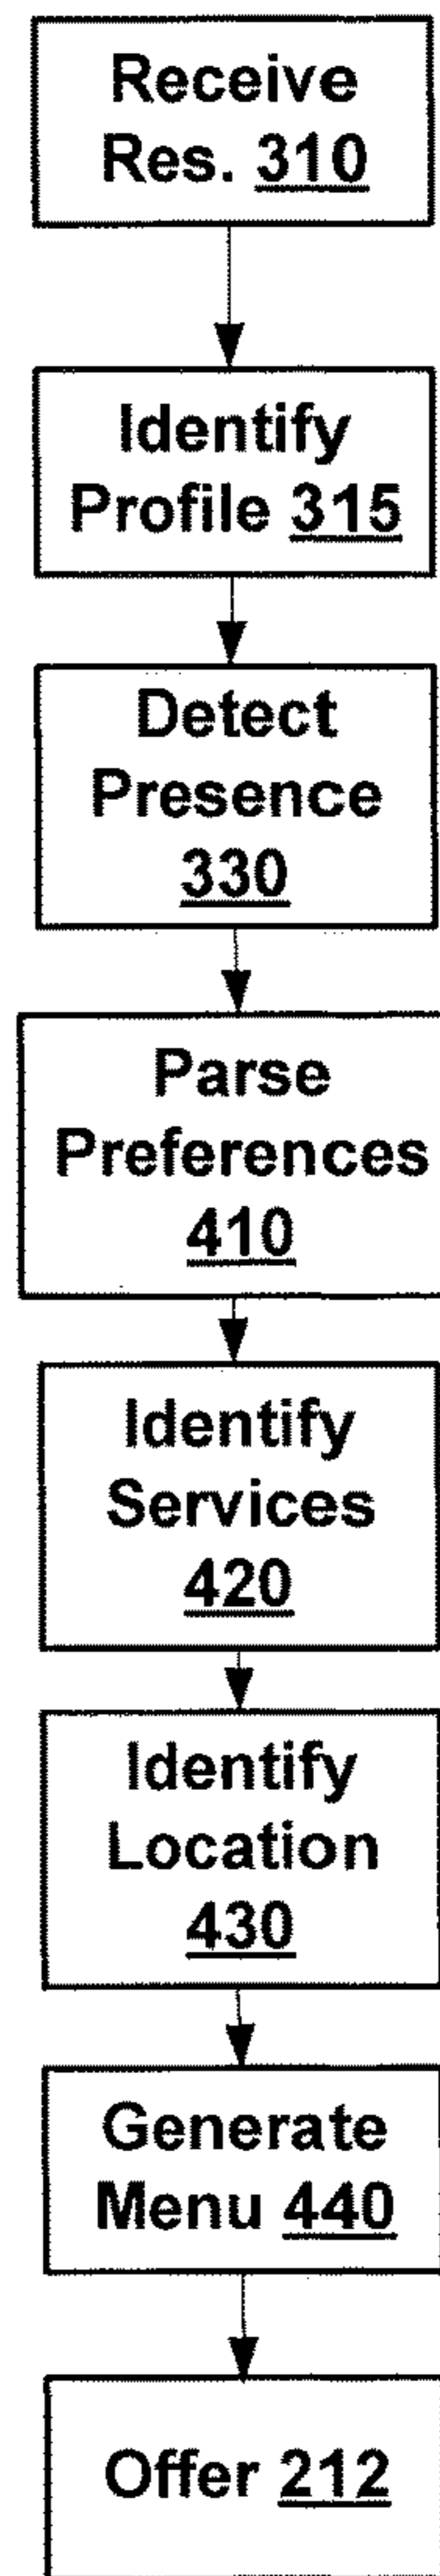 Receive
Res. 310
Identify
Profile 315
Detect
Presence
330
Parse
Preferences
410
Identify
Services
420
Identify
Location
430
Generate
Menu 440
Offer 212